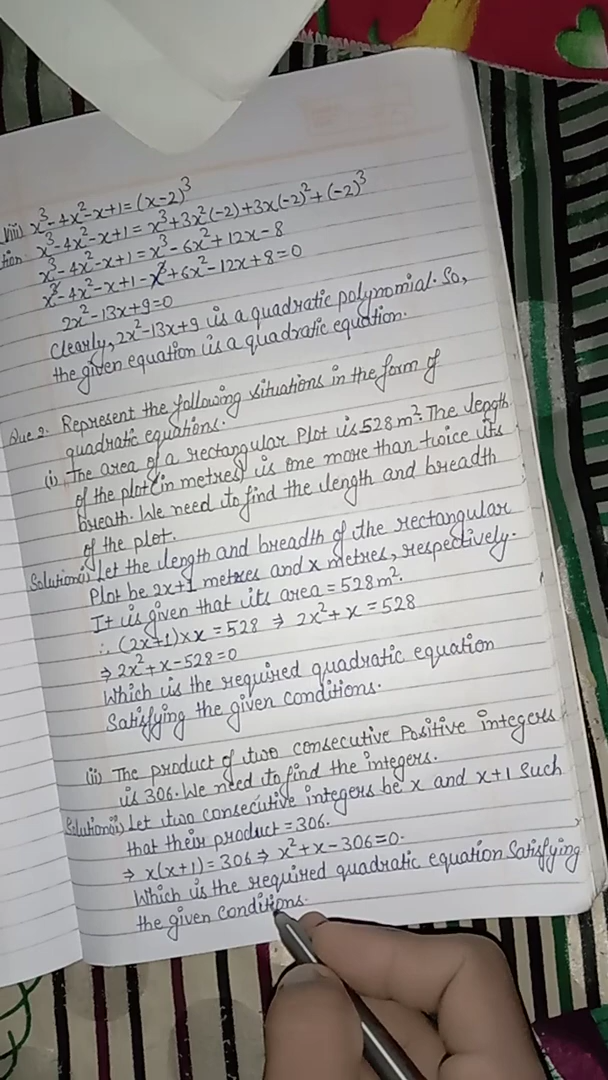 (viii) x³-4x²-x+1=(x-2)³
tion: x³-4x²-x+1 = x³+3x²(-2)+3x(-2)²+(-2)³
x³-4x²-x+1=x³-6x²+12x-8
x³-4x²-x+1-x³+6x²-12x+8=0
2x²-13x+9=0
Clearly, 2x²-13x+9 is a quadratic polynomial. So,
the given equation is a quadratic equation.
Que 2. Represent the following situations in the form of
quadratic equations.
(i) The area of a rectangular Plot is 528m². The length
of the plot (in metres) is one more than twice its
breath. We need to find the length and breadth
of the plot.
Solution(i) Let the length and breadth of the rectangular
Plot be 2x+1 metres and x metres, respectively.
It is given that its area = 528m².
∴ (2x+1)×x = 528 ⇒ 2x²+x = 528
⇒ 2x²+x-528=0
Which is the required quadratic equation
Satisfying the given conditions.
(ii) The product of two consecutive Positive integers
is 306. We need to find the integers.
Solution(ii) Let two consecutive integers be x and x+1 Such
that their product = 306.
⇒ x(x+1) = 306 ⇒ x²+x-306=0.
Which is the required quadratic equation Satisfying
the given conditions.